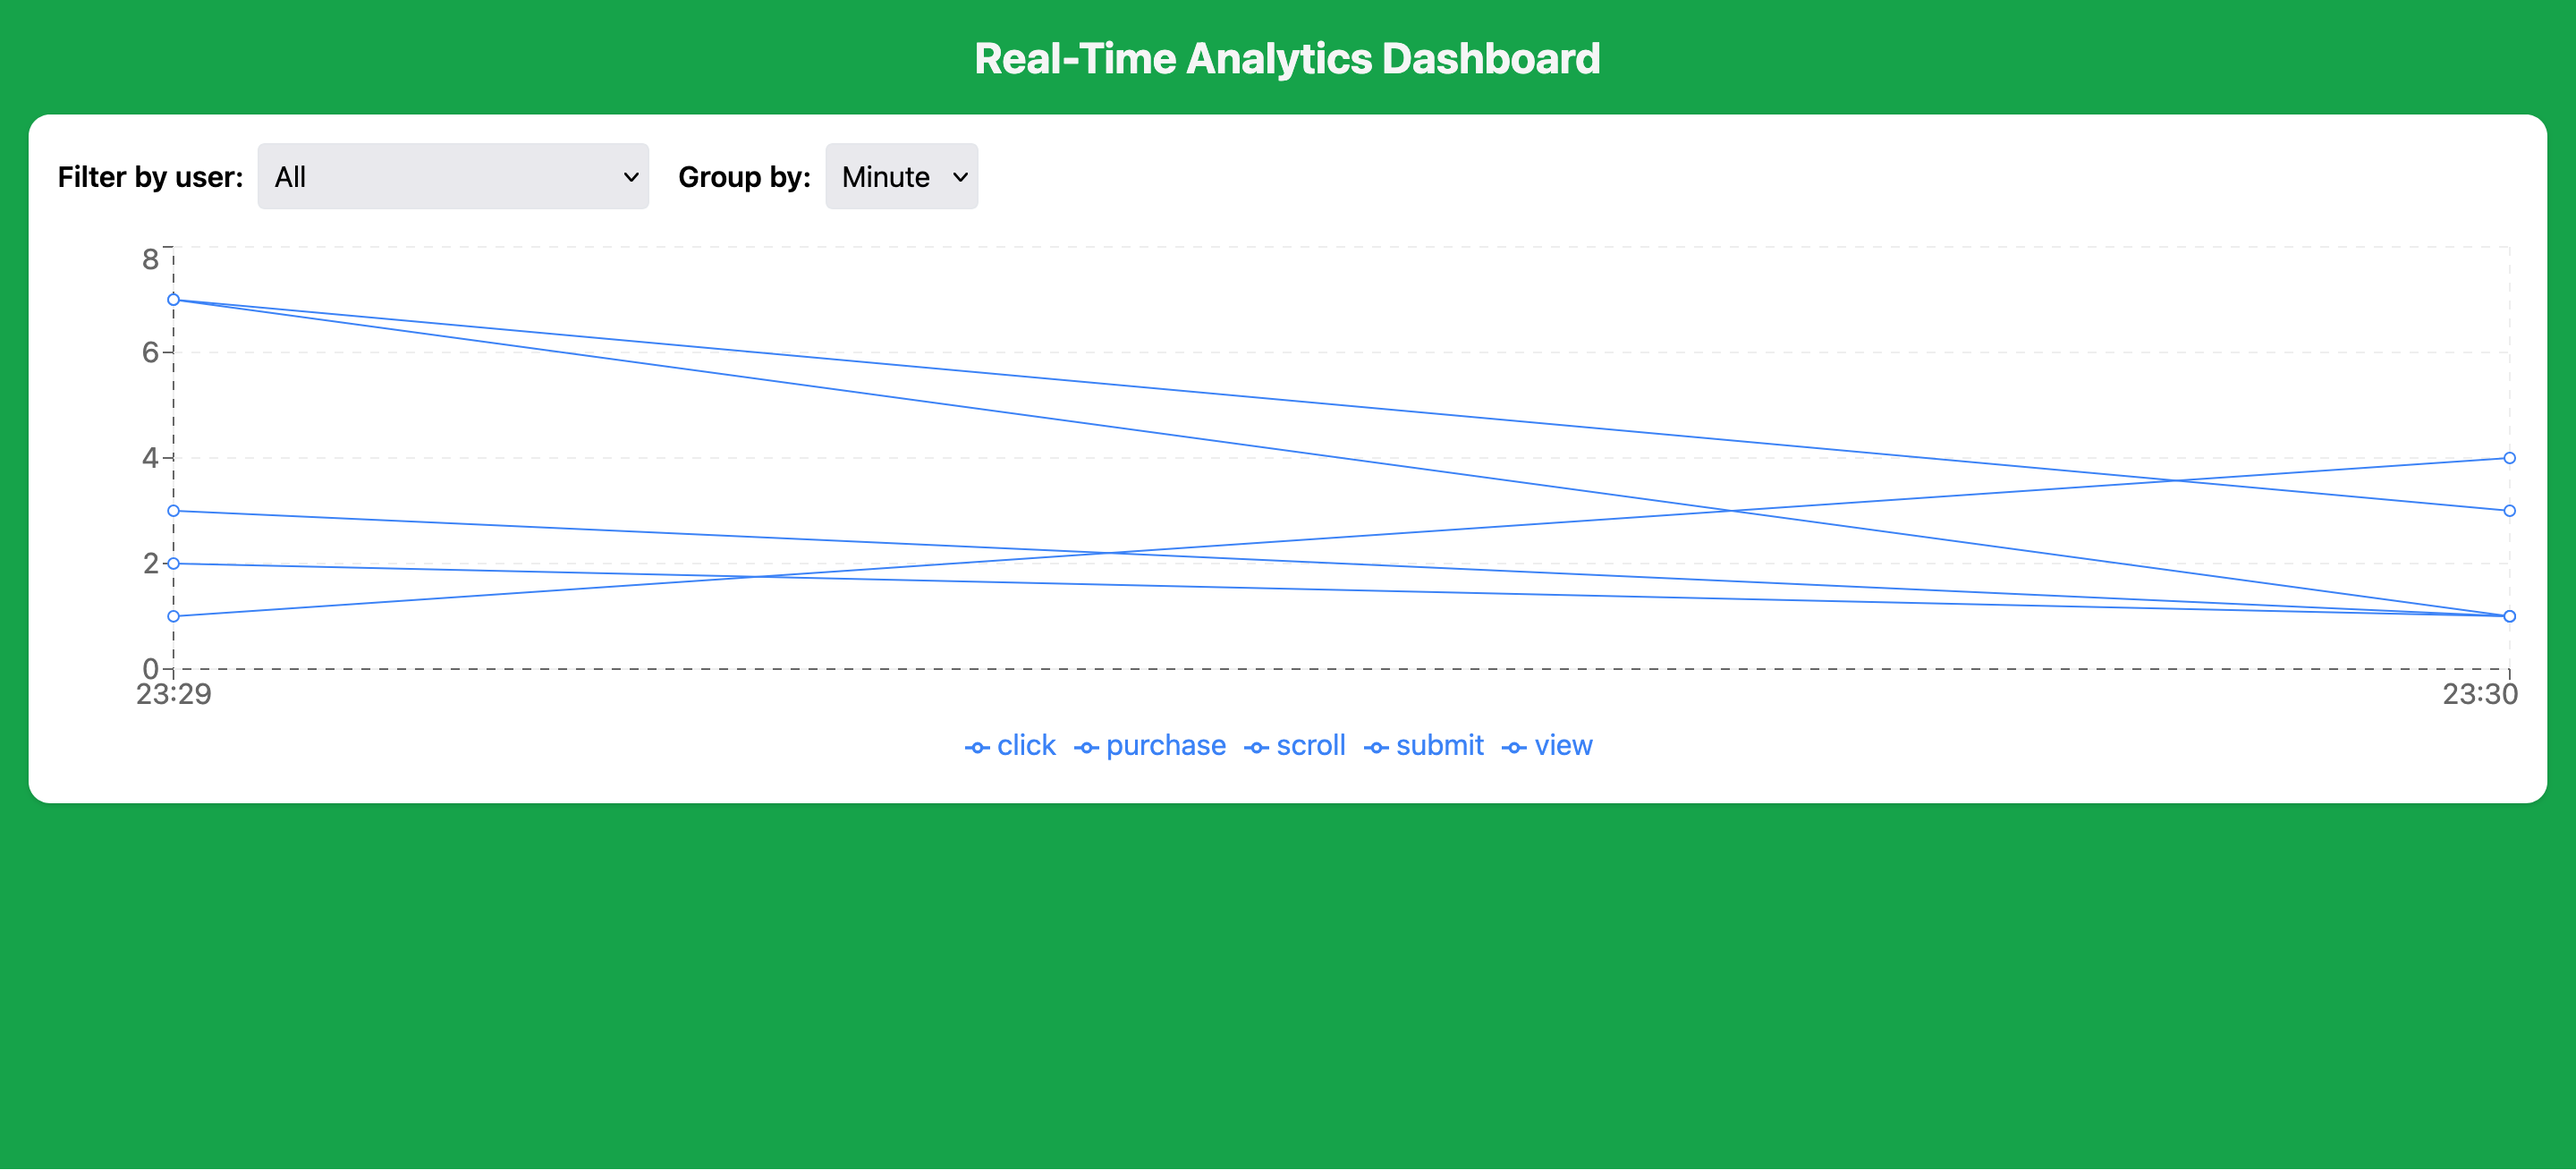 Real-Time Analytics Dashboard
Filter by user: All Group by: Minute
8
6
4
2
0
23:29 23:30
click purchase scroll submit view